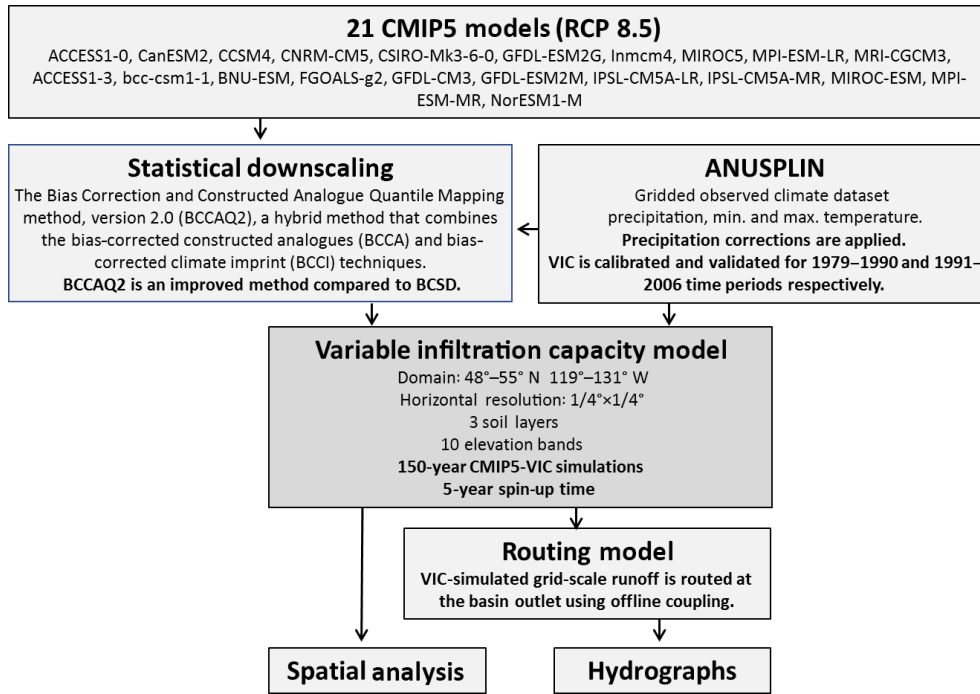 21 CMIP5 models (RCP 8.5)
ACCESS1-0, CanESM2, CCSM4, CNRM-CM5, CSIRO-Mk3-6-0, GFDL-ESM2G, Inmcm4, MIROC5, MPI-ESM-LR, MRI-CGCM3,
ACCESS1-3, bcc-csm1-1, BNU-ESM, FGOALS-g2, GFDL-CM3, GFDL-ESM2M, IPSL-CM5A-LR, IPSL-CM5A-MR, MIROC-ESM, MPI-
ESM-MR, NorESM1-M
Statistical downscaling
The Bias Correction and Constructed Analogue Quantile Mapping
method, version 2.0 (BCCAQ2), a hybrid method that combines
the bias-corrected constructed analogues (BCCA) and bias-
corrected climate imprint (BCCI) techniques.
BCCAQ2 is an improved method compared to BCSD.
ANUSPLIN
Gridded observed climate dataset
precipitation, min. and max. temperature.
Precipitation corrections are applied.
VIC is calibrated and validated for 1979–1990 and 1991–
2006 time periods respectively.
Variable infiltration capacity model
Domain: 48°–55° N 119°–131° W
Horizontal resolution: 1/4°×1/4°
3 soil layers
10 elevation bands
150-year CMIP5-VIC simulations
5-year spin-up time
Routing model
VIC-simulated grid-scale runoff is routed at
the basin outlet using offline coupling.
Spatial analysis
Hydrographs